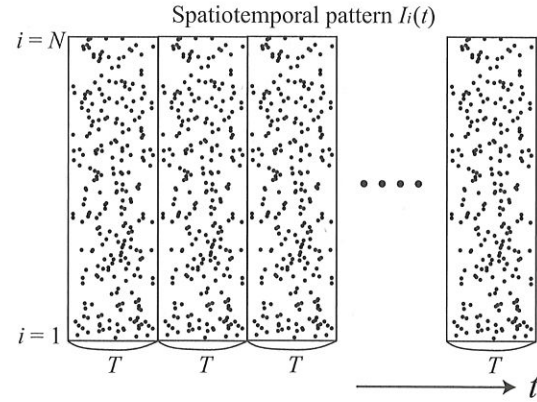 Spatiotemporal pattern Iᵢ(t)
i = N
i = 1
T T T T
t